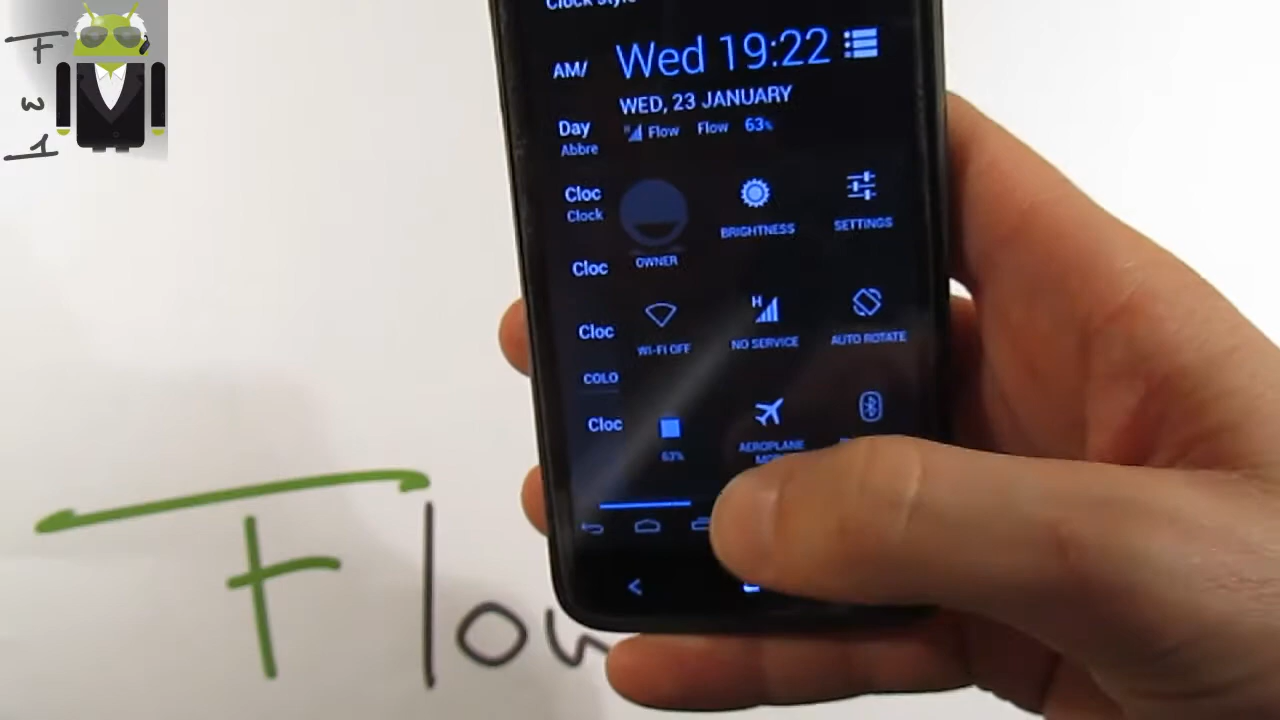 F
w
1
Clock style
AM/
Wed 19:22
WED, 23 JANUARY
H Flow Flow 63%
Day
Abbre
Cloc
Clock
BRIGHTNESS
SETTINGS
OWNER
Cloc
Cloc
H
WI-FI OFF
NO SERVICE
AUTO ROTATE
COLO
Cloc
63%
AEROPLANE
Flow